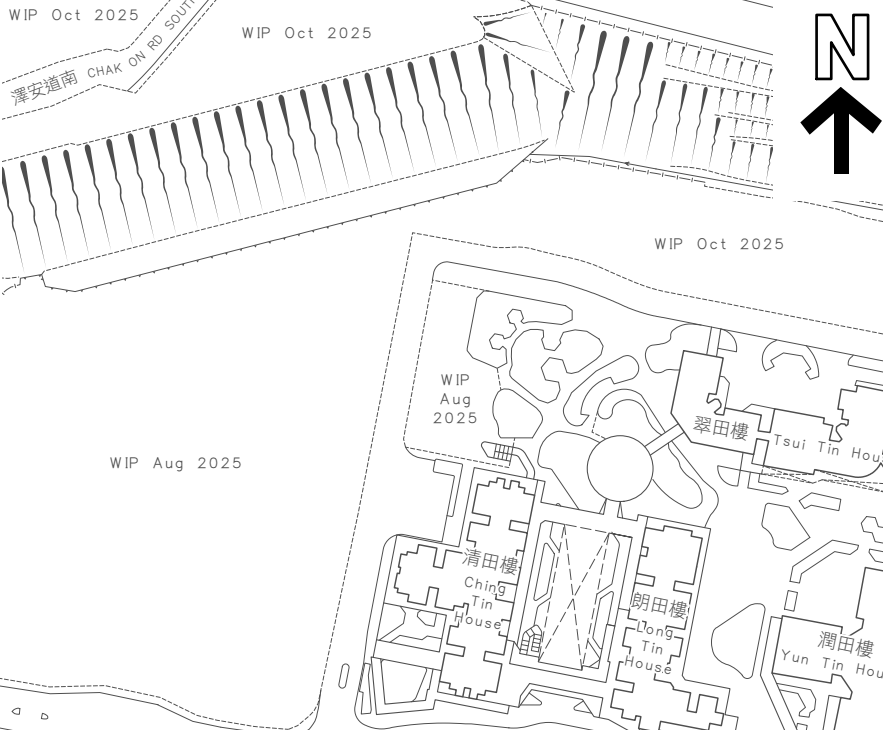 WIP Oct 2025
WIP Oct 2025
澤安道南 CHAK ON RD SOUTH
N
WIP Oct 2025
WIP
Aug
2025
翠田樓
Tsui Tin Hou
WIP Aug 2025
清田樓
Ching
Tin
House
朗田樓
Long
Tin
House
潤田樓
Yun Tin Hou